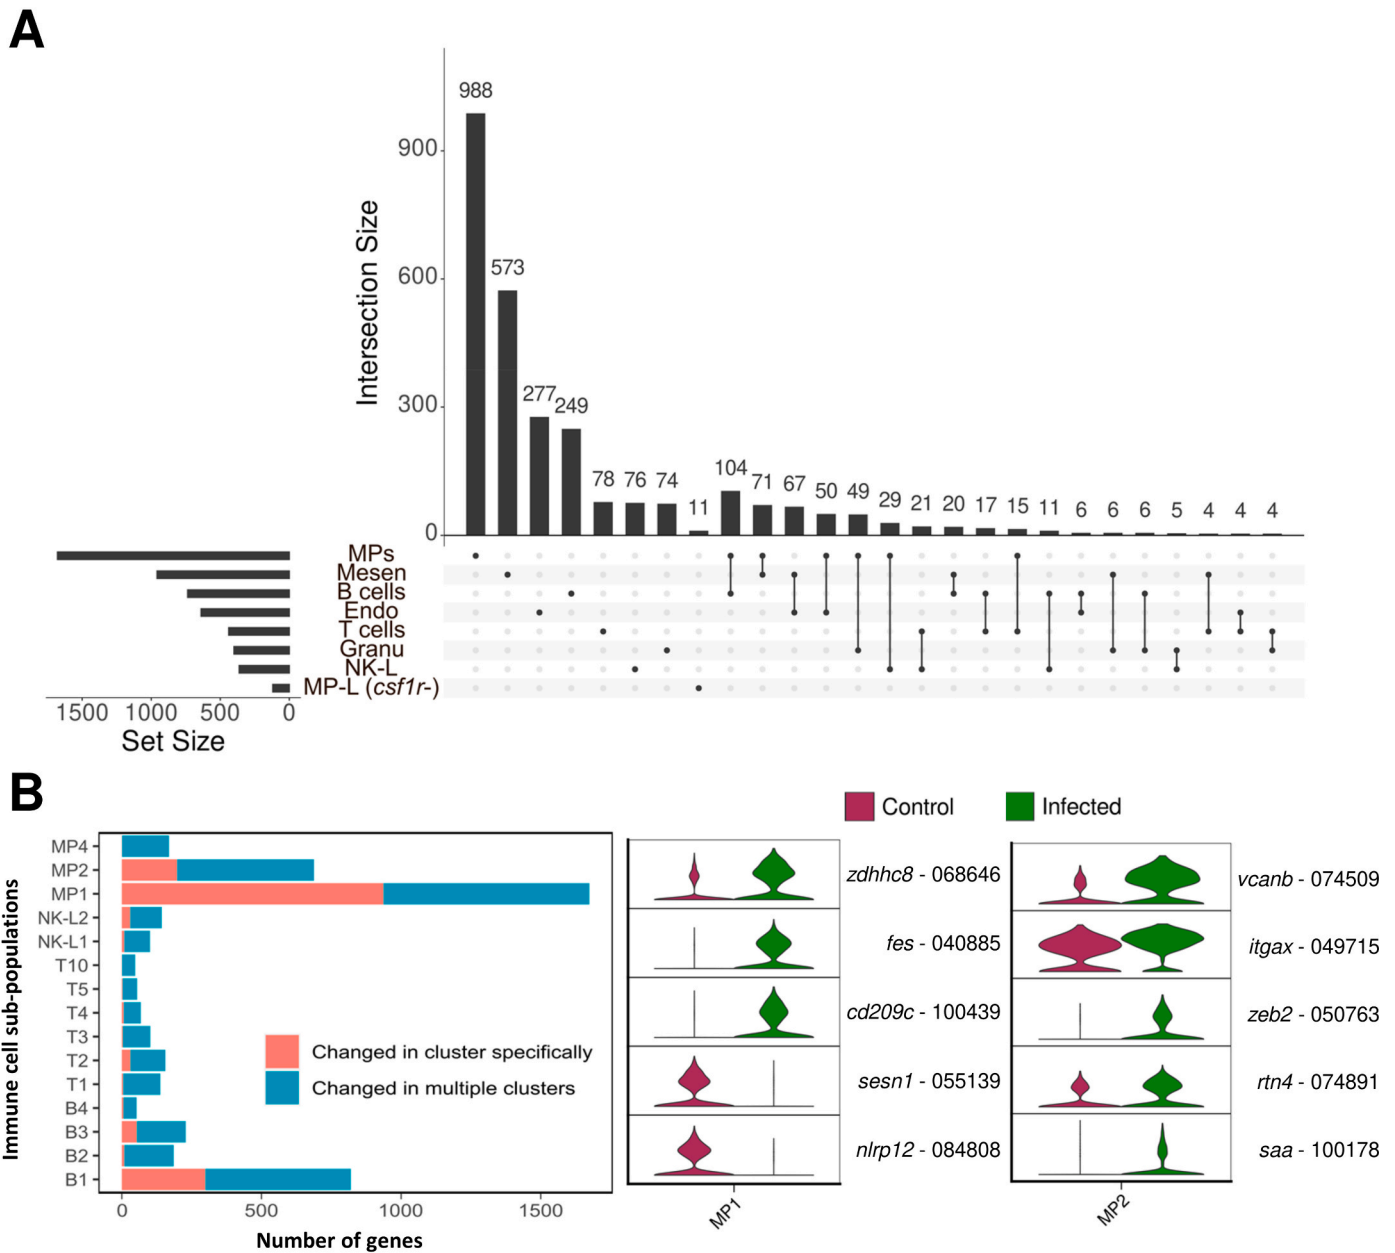 A
988
573
277
249
78
76
74
11
104
71
67
50
49
29
21
20
17
15
11
6
6
6
5
4
4
4
900
600
300
0
Intersection Size
MPs
Mesen
B cells
Endo
T cells
Granu
NK-L
MP-L (csf1r-)
1500 1000 500 0
Set Size
B
Control
Infected
Immune cell sub-populations
MP4
MP2
MP1
NK-L2
NK-L1
T10
T5
T4
T3
T2
T1
B4
B3
B2
B1
Changed in cluster specifically
Changed in multiple clusters
0 500 1000 1500
Number of genes
zdhhc8 - 068646
fes - 040885
cd209c - 100439
sesn1 - 055139
nlrp12 - 084808
MP1
vcanb - 074509
itgax - 049715
zeb2 - 050763
rtn4 - 074891
saa - 100178
MP2